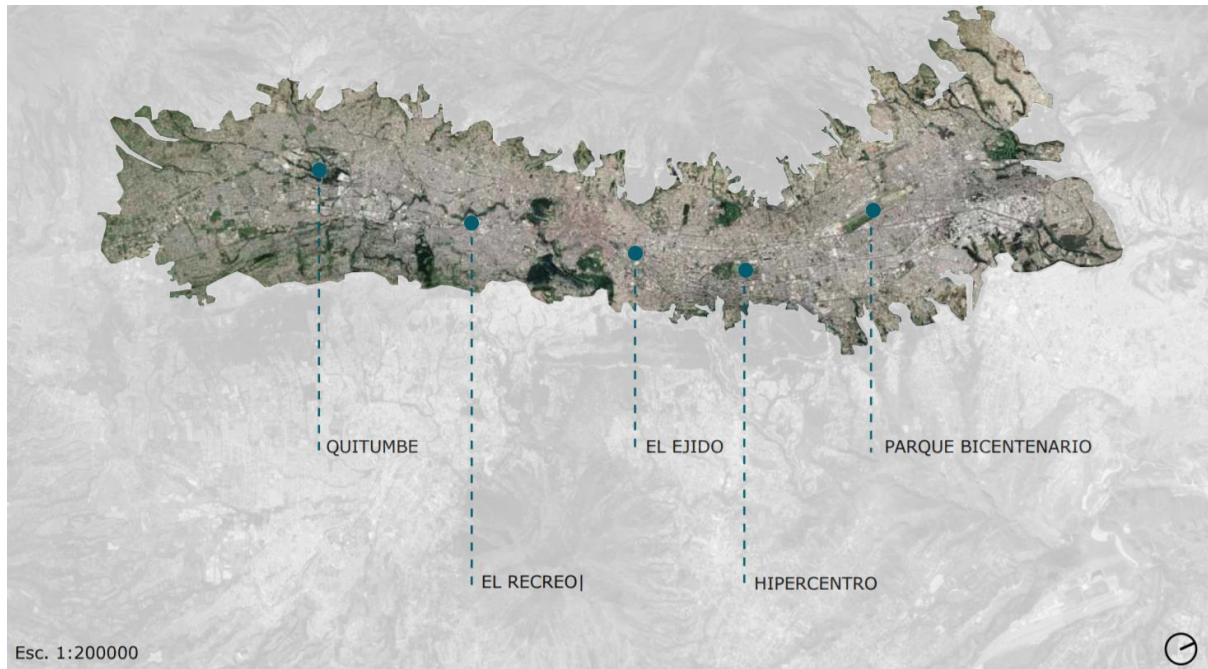 QUITUMBE
EL EJIDO
PARQUE BICENTENARIO
EL RECREO|
HIPERCENTRO
Esc. 1:200000